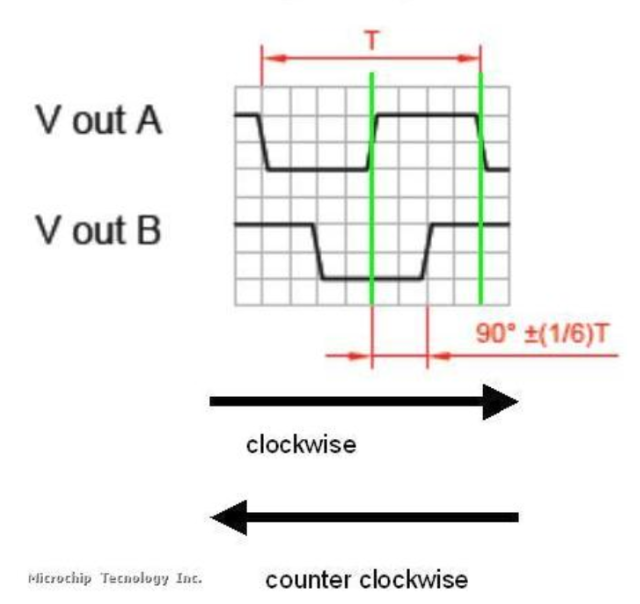 T
V out A
V out B
90° ±(1/6)T
clockwise
Microchip Tecnology Inc.
counter clockwise